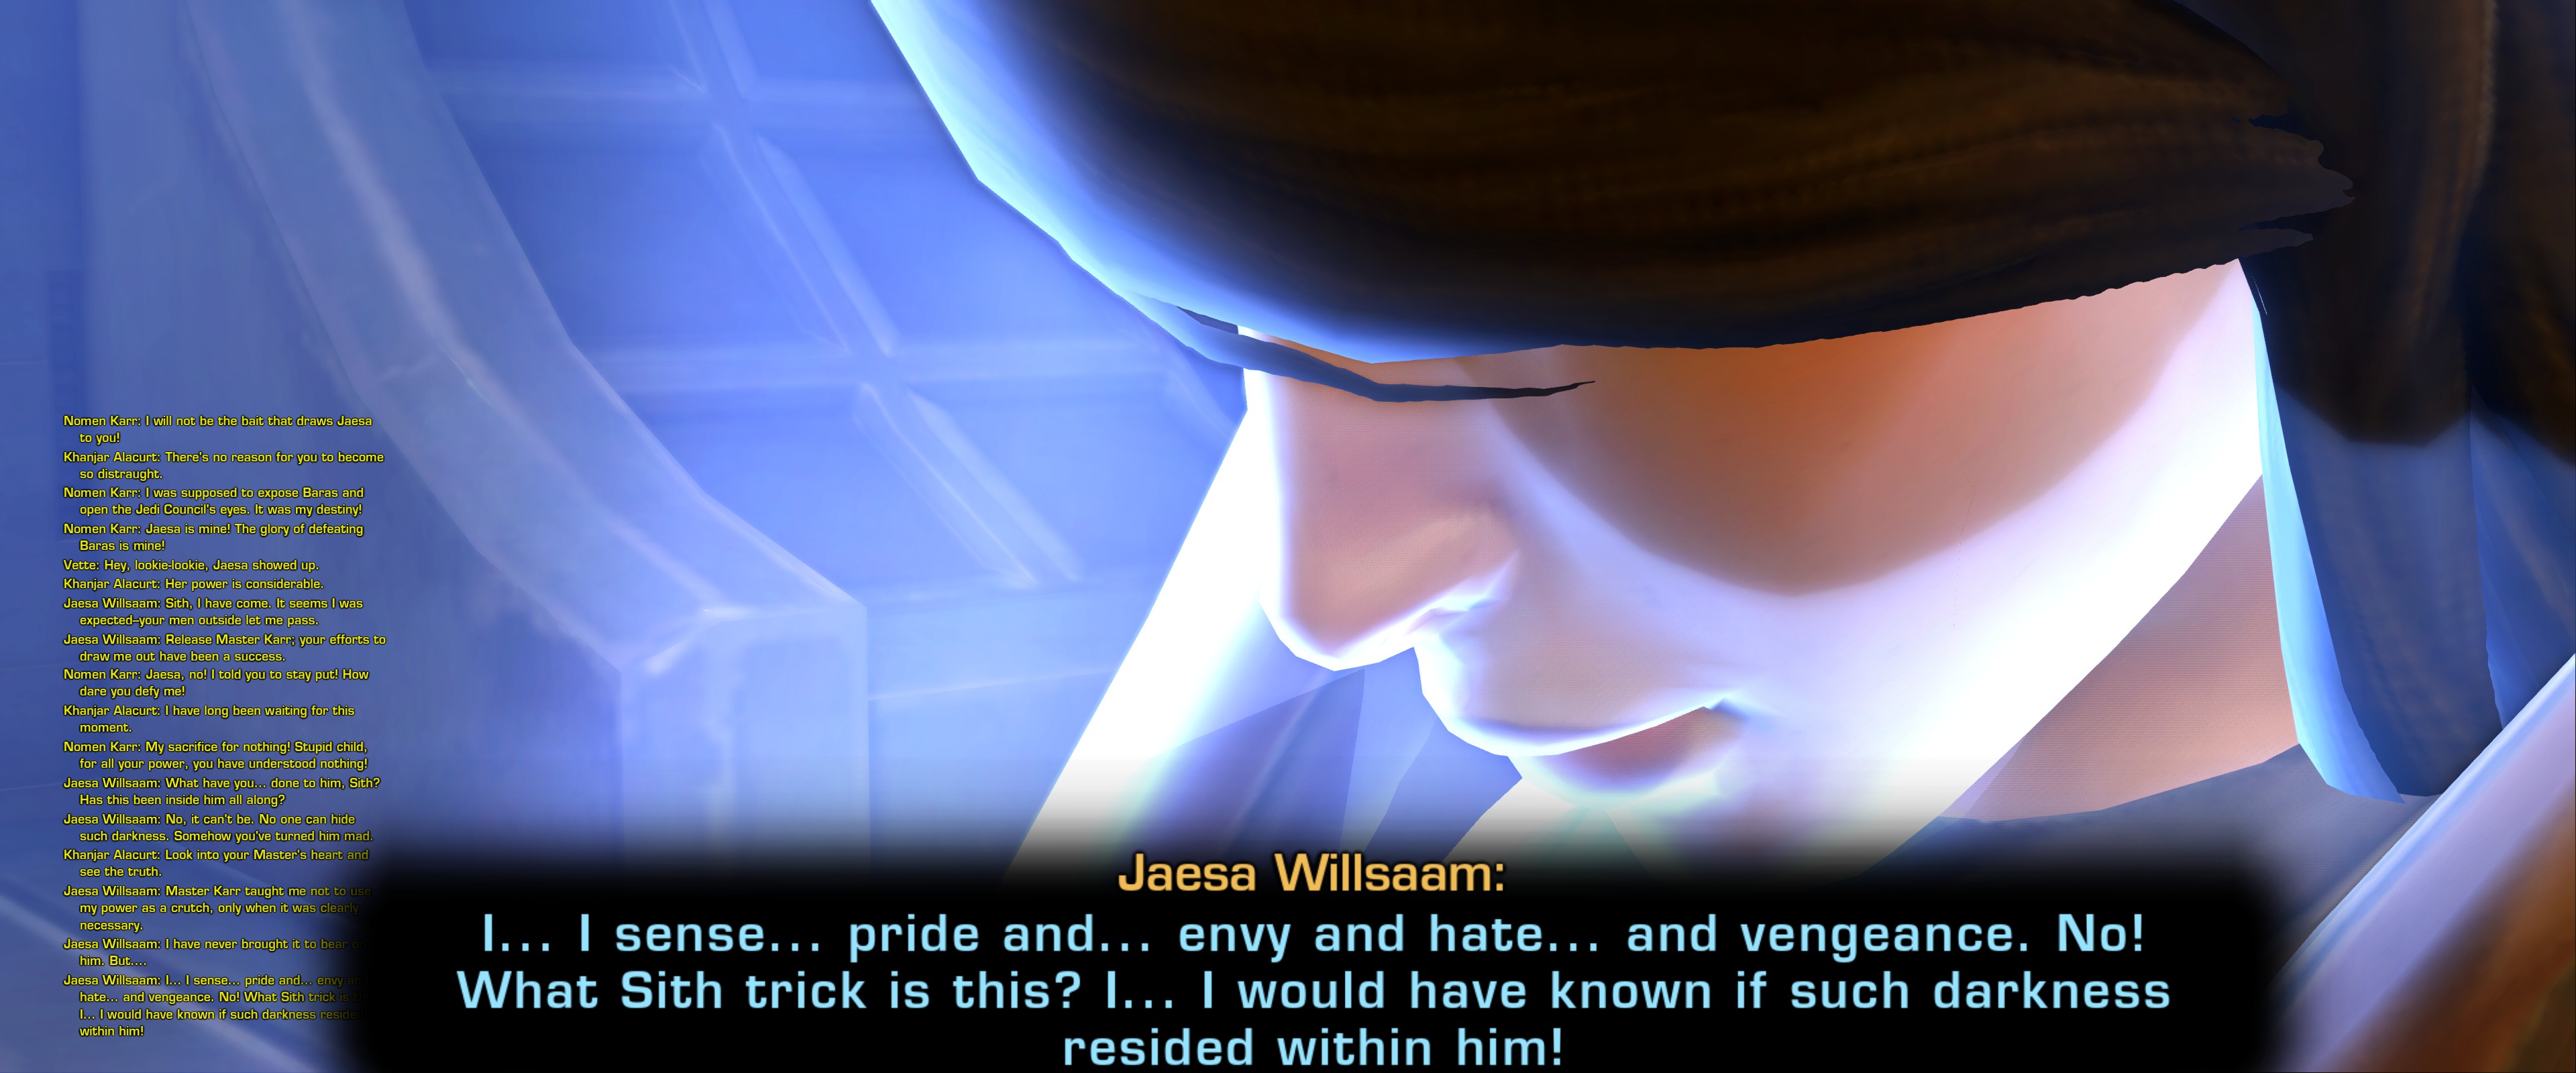 Nomen Karr: I will not be the bait that draws Jaesa
to you!
Khanjar Alacurt: There's no reason for you to become
so distraught.
Nomen Karr: I was supposed to expose Baras and
open the Jedi Council's eyes. It was my destiny!
Nomen Karr: Jaesa is mine! The glory of defeating
Baras is mine!
Vette: Hey, lookie-lookie, Jaesa showed up.
Khanjar Alacurt: Her power is considerable.
Jaesa Willsaam: Sith, I have come. It seems I was
expected–your men outside let me pass.
Jaesa Willsaam: Release Master Karr; your efforts to
draw me out have been a success.
Nomen Karr: Jaesa, no! I told you to stay put! How
dare you defy me!
Khanjar Alacurt: I have long been waiting for this
moment.
Nomen Karr: My sacrifice for nothing! Stupid child,
for all your power, you have understood nothing!
Jaesa Willsaam: What have you... done to him, Sith?
Has this been inside him all along?
Jaesa Willsaam: No, it can't be. No one can hide
such darkness. Somehow you've turned him mad.
Khanjar Alacurt: Look into your Master's heart and
see the truth.
Jaesa Willsaam: Master Karr taught me not to use
my power as a crutch, only when it was clearly
necessary.
Jaesa Willsaam: I have never brought it to bear
him. But....
Jaesa Willsaam: I... I sense... pride and... envy
hate... and vengeance. No! What Sith trick is
I... I would have known if such darkness
within him!
Jaesa Willsaam:
I... I sense... pride and... envy and hate... and vengeance. No!
What Sith trick is this? I... I would have known if such darkness
resided within him!